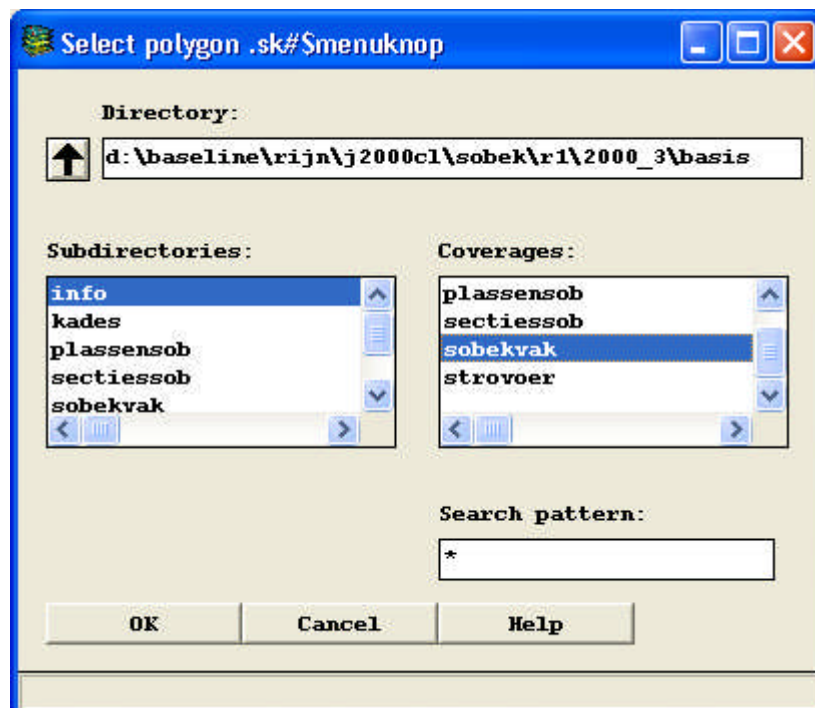 Select polygon .sk#$menuknop
Directory:
d:\baseline\rijn\j2000cl\sobek\r1\2000_3\basis
Subdirectories:
info
kades
plassensob
sectiessob
sobekvak
Coverages:
plassensob
sectiessob
sobekvak
strovoer
Search pattern:
*
OK Cancel Help